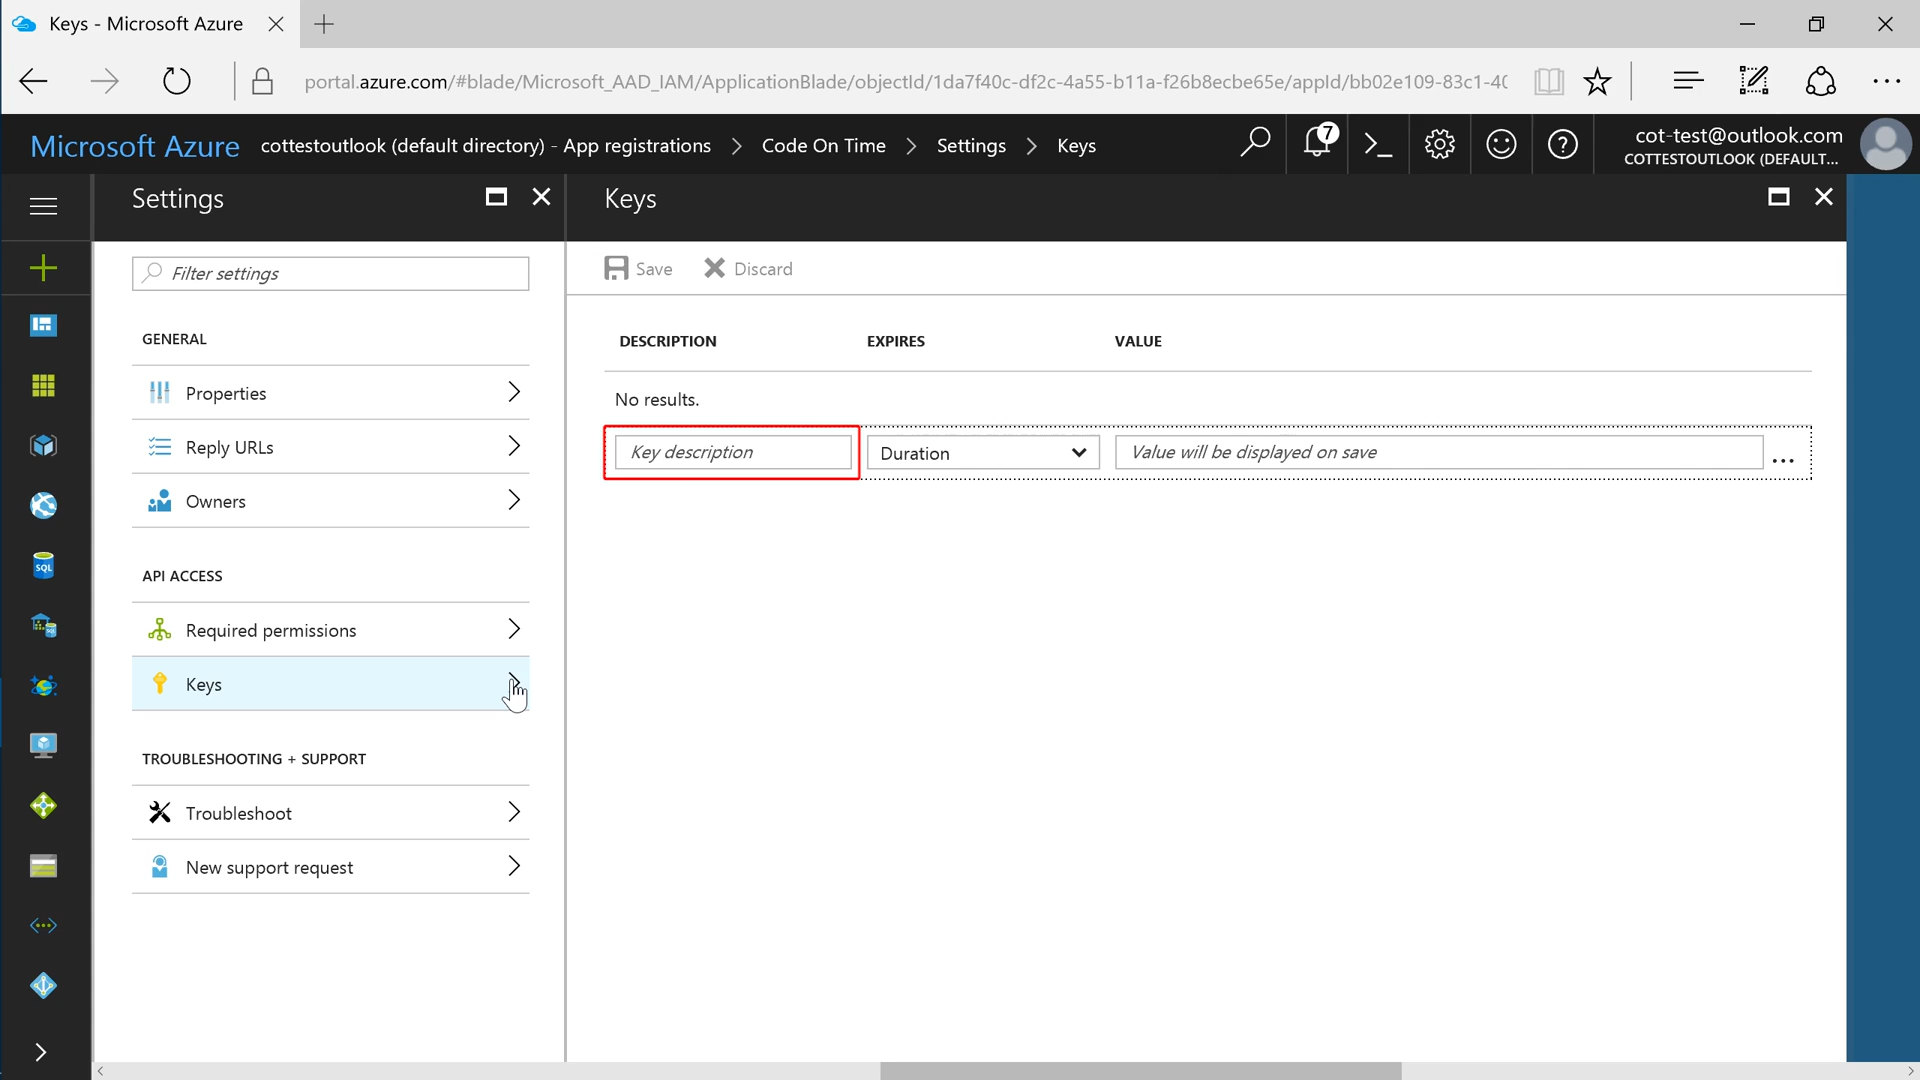 Keys - Microsoft Azure
portal.azure.com/#blade/Microsoft_AAD_IAM/ApplicationBlade/objectId/1da7f40c-df2c-4a55-b11a-f26b8ecbe65e/appId/bb02e109-83c1-4(
Microsoft Azure cottestoutlook (default directory) - App registrations > Code On Time > Settings > Keys
7
cot-test@outlook.com
COTTESTOUTLOOK (DEFAULT...
Settings
Keys
Filter settings
GENERAL
Properties
Reply URLs
Owners
API ACCESS
Required permissions
Keys
TROUBLESHOOTING + SUPPORT
Troubleshoot
New support request
Save Discard
DESCRIPTION EXPIRES VALUE
No results.
Key description Duration Value will be displayed on save ...
SQL